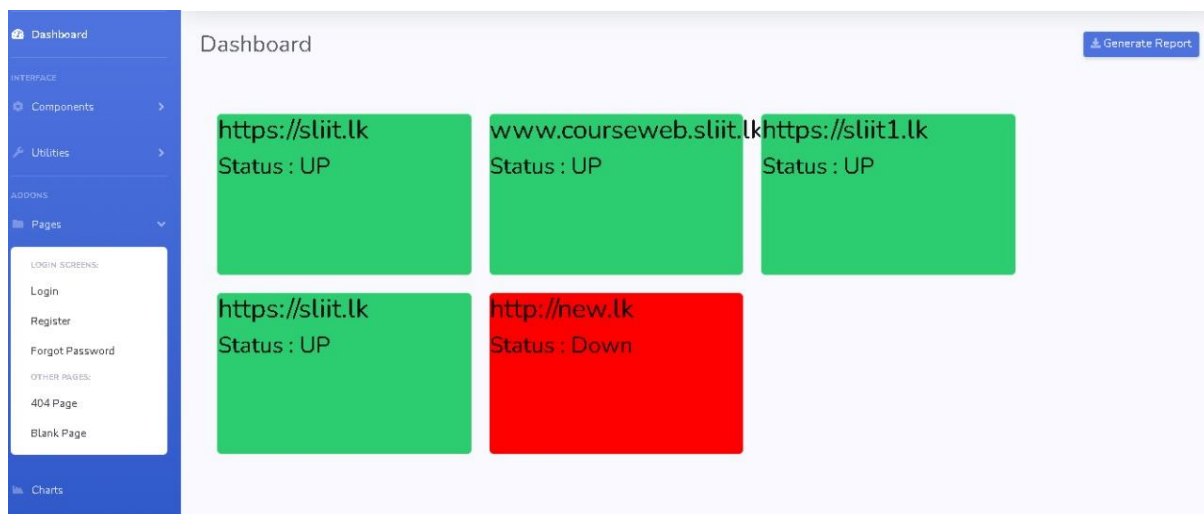 Dashboard
INTERFACE
Components
Utilities
ADDONS
Pages
LOGIN SCREENS:
Login
Register
Forgot Password
OTHER PAGES:
404 Page
Blank Page
Charts
Dashboard
Generate Report
https://sliit.lk
Status : UP
www.courseweb.sliit.lk
Status : UP
https://sliit1.lk
Status : UP
https://sliit.lk
Status : UP
http://new.lk
Status : Down